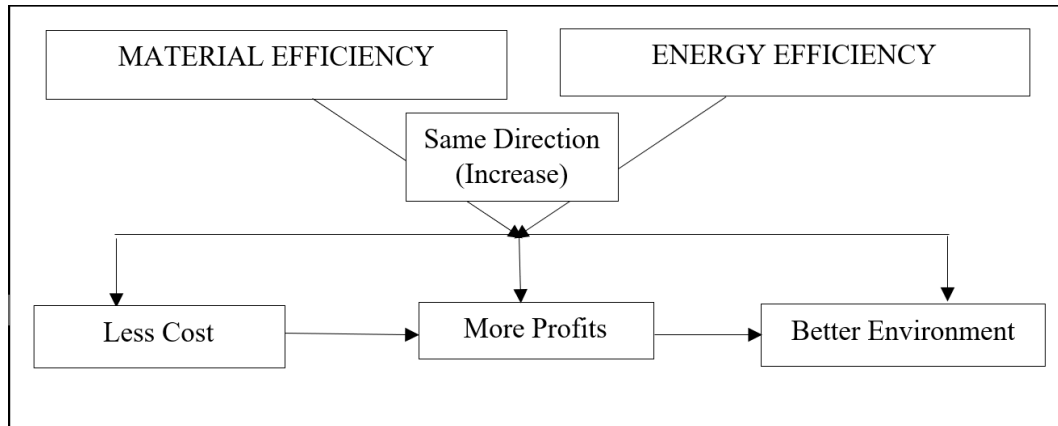 MATERIAL EFFICIENCY
ENERGY EFFICIENCY
Same Direction
(Increase)
Less Cost
More Profits
Better Environment